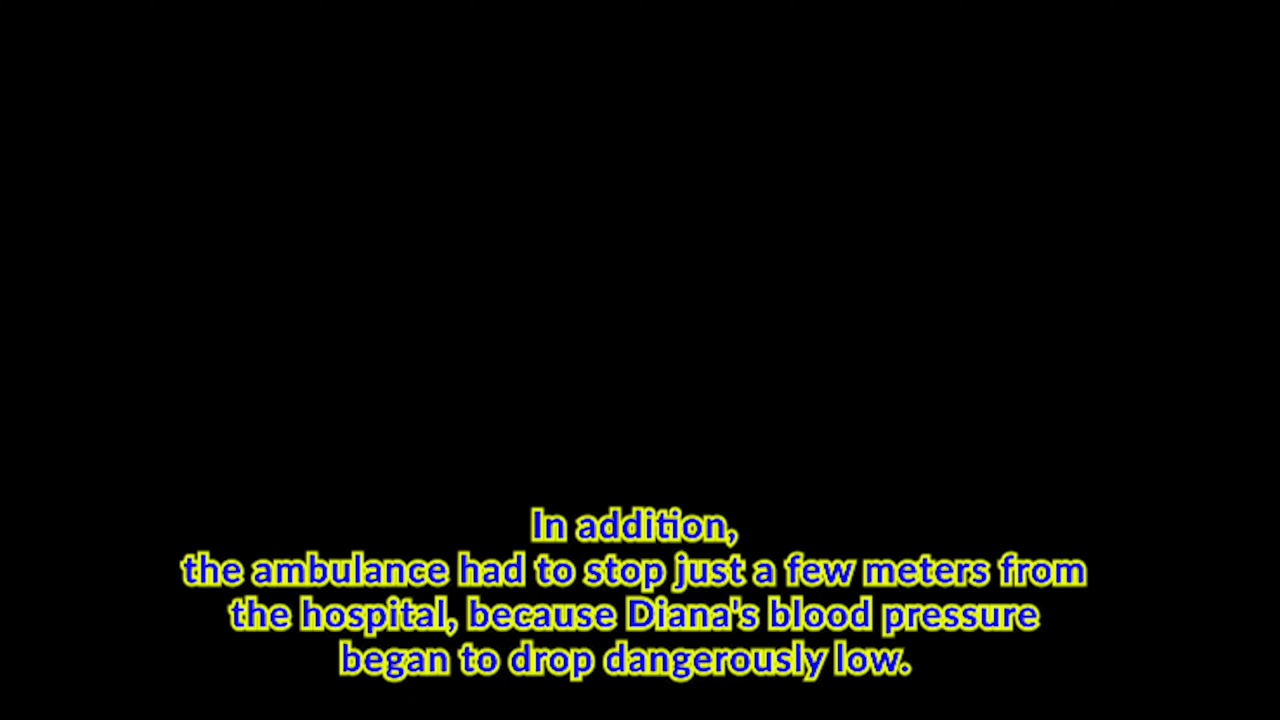 In addition,
the ambulance had to stop just a few meters from
the hospital, because Diana's blood pressure
began to drop dangerously low.